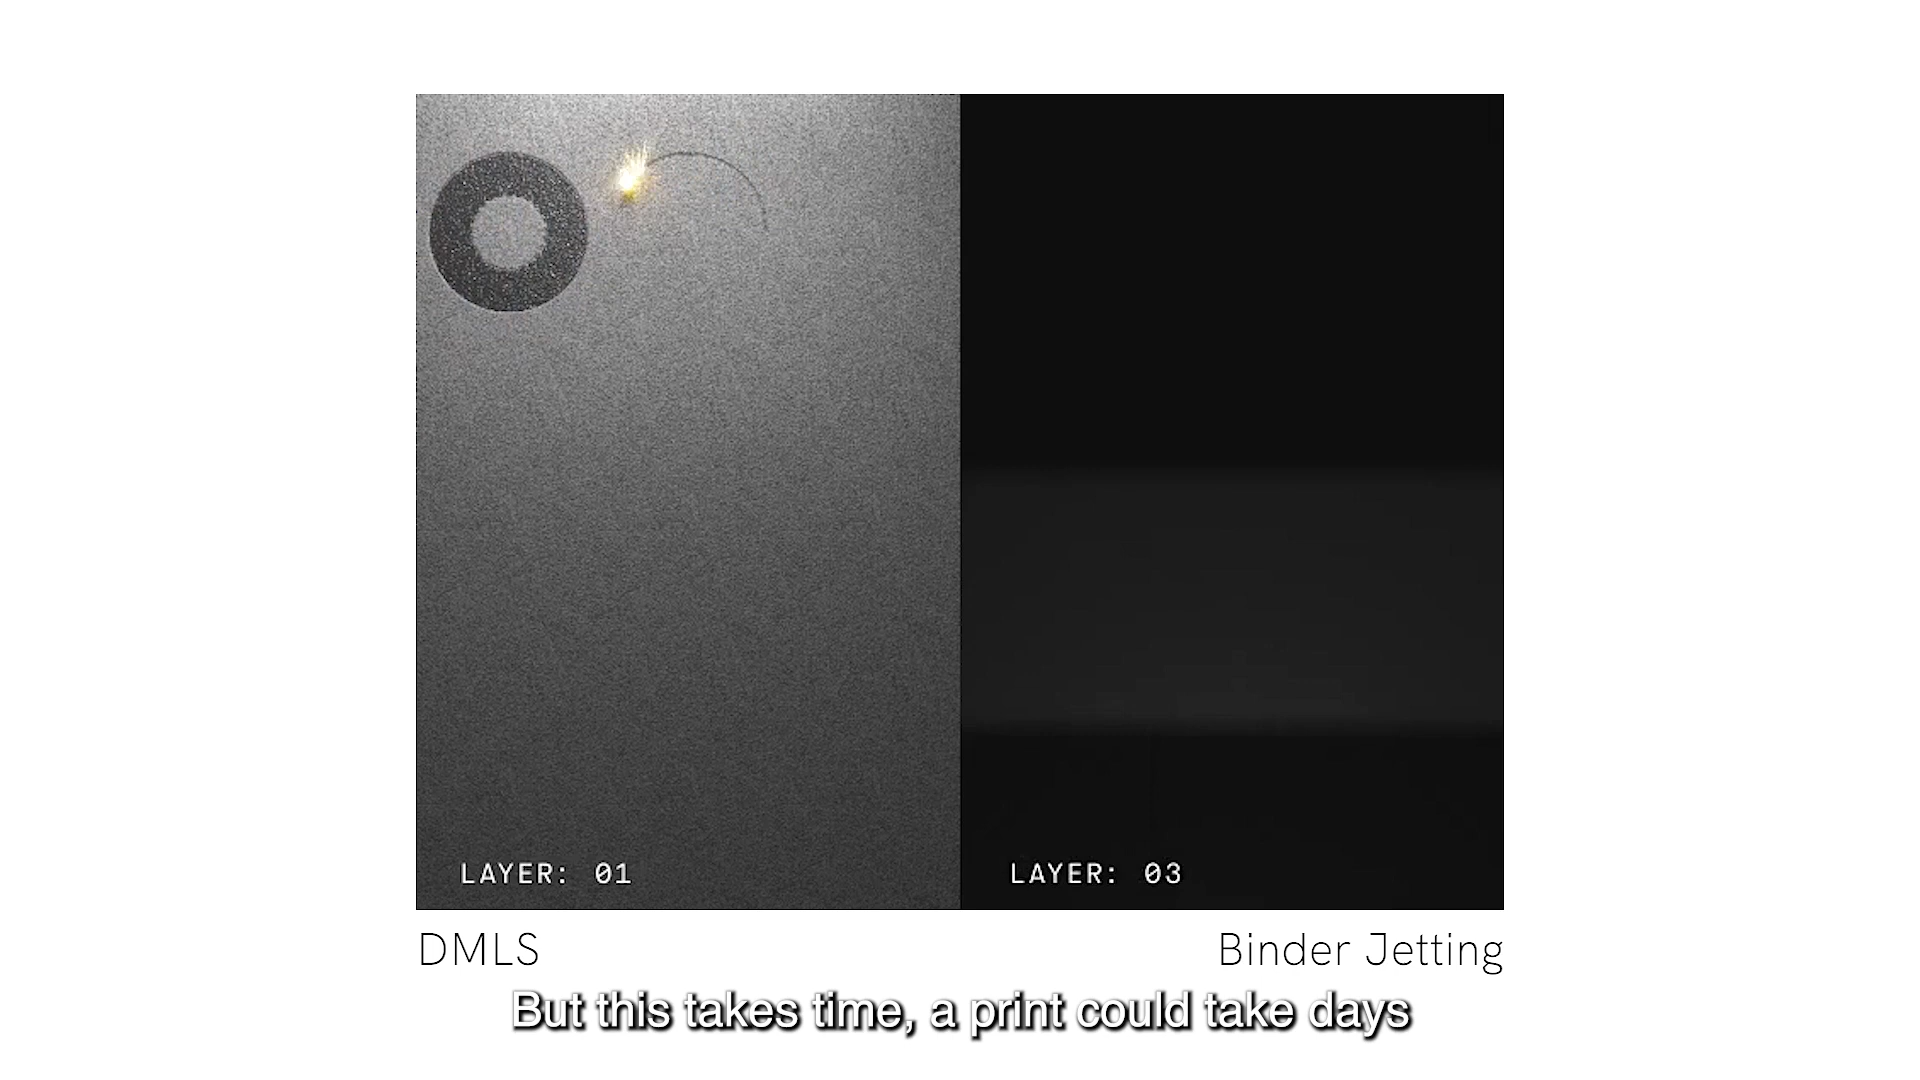 LAYER: 01
LAYER: 03
DMLS
Binder Jetting
But this takes time, a print could take days